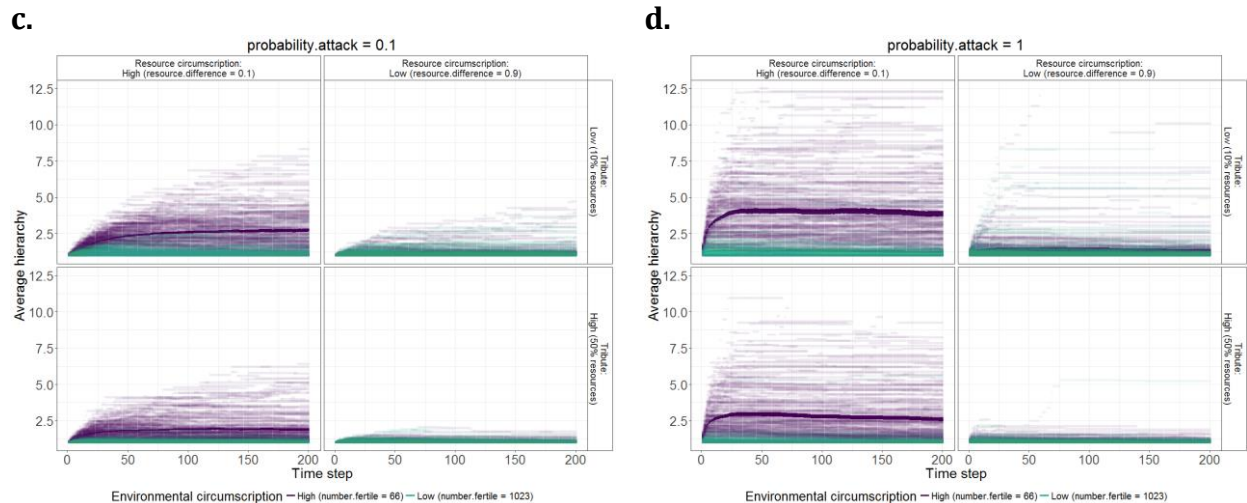 c.
probability.attack = 0.1
Resource circumscription:
High (resource.difference = 0.1)
Resource circumscription:
Low (resource.difference = 0.9)
12.5
10.0
7.5
5.0
2.5
Tribute:
Low (10% resources)
12.5
10.0
7.5
5.0
2.5
Tribute:
High (50% resources)
Average hierarchy
0 50 100 150 200 0 50 100 150 200
Time step
Environmental circumscription High (number.fertile = 66) Low (number.fertile = 1023)
d.
probability.attack = 1
Resource circumscription:
High (resource.difference = 0.1)
Resource circumscription:
Low (resource.difference = 0.9)
12.5
10.0
7.5
5.0
2.5
Tribute:
Low (10% resources)
12.5
10.0
7.5
5.0
2.5
Tribute:
High (50% resources)
Average hierarchy
0 50 100 150 200 0 50 100 150 200
Time step
Environmental circumscription High (number.fertile = 66) Low (number.fertile = 1023)